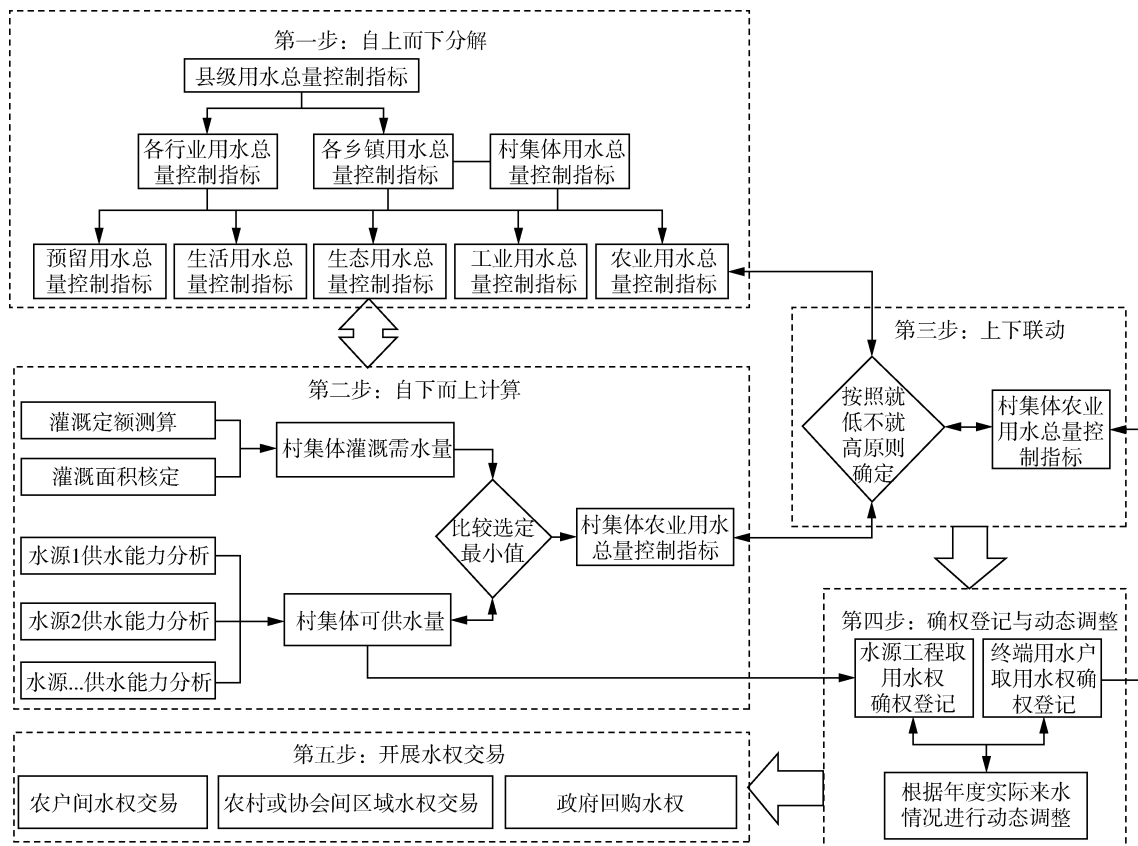 第一步：自上而下分解
县级用水总量控制指标
各行业用水总
量控制指标
各乡镇用水总
量控制指标
村集体用水总
量控制指标
预留用水总
量控制指标
生活用水总
量控制指标
生态用水总
量控制指标
工业用水总
量控制指标
农业用水总
量控制指标
第二步：自下而上计算
灌溉定额测算
灌溉面积核定
村集体灌溉需水量
水源1供水能力分析
水源2供水能力分析
水源...供水能力分析
村集体可供水量
比较选定
最小值
村集体农业用水
总量控制指标
第三步：上下联动
按照就
低不就
高原则
确定
村集体农业
用水总量控
制指标
第四步：确权登记与动态调整
水源工程取
用水权
确权登记
终端用水户
取用水权确
权登记
根据年度实际来水
情况进行动态调整
第五步：开展水权交易
农户间水权交易
农村或协会间区域水权交易
政府回购水权